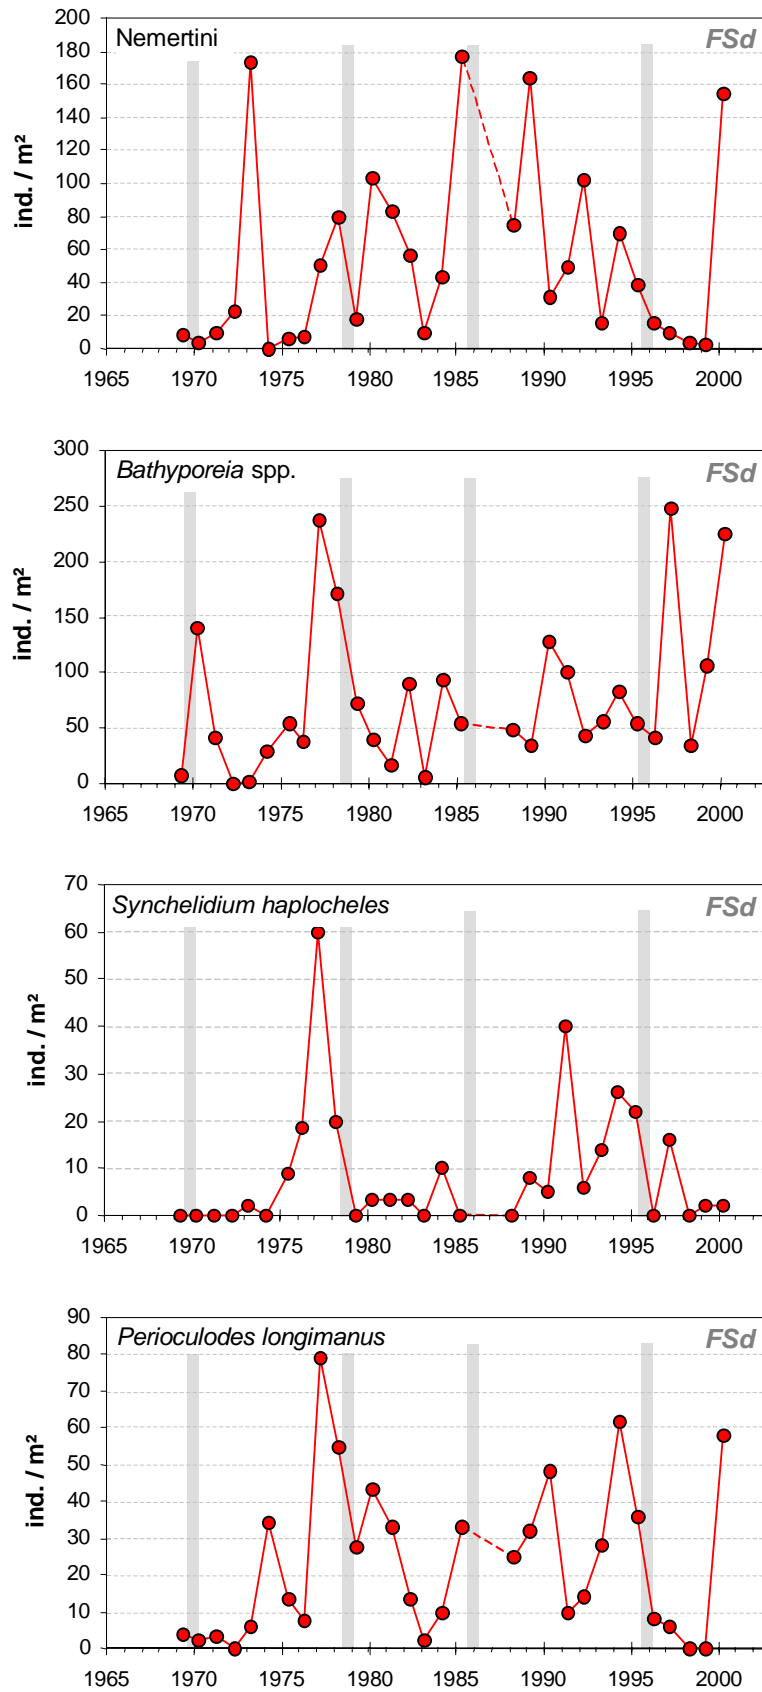 Nemertini
FSd
ind. / m²
200
180
160
140
120
100
80
60
40
20
0
1965 1970 1975 1980 1985 1990 1995 2000
Bathyporeia spp.
FSd
ind. / m²
300
250
200
150
100
50
0
1965 1970 1975 1980 1985 1990 1995 2000
Synchelidium haplocheles
FSd
ind. / m²
70
60
50
40
30
20
10
0
1965 1970 1975 1980 1985 1990 1995 2000
Perioculodes longimanus
FSd
ind. / m²
90
80
70
60
50
40
30
20
10
0
1965 1970 1975 1980 1985 1990 1995 2000